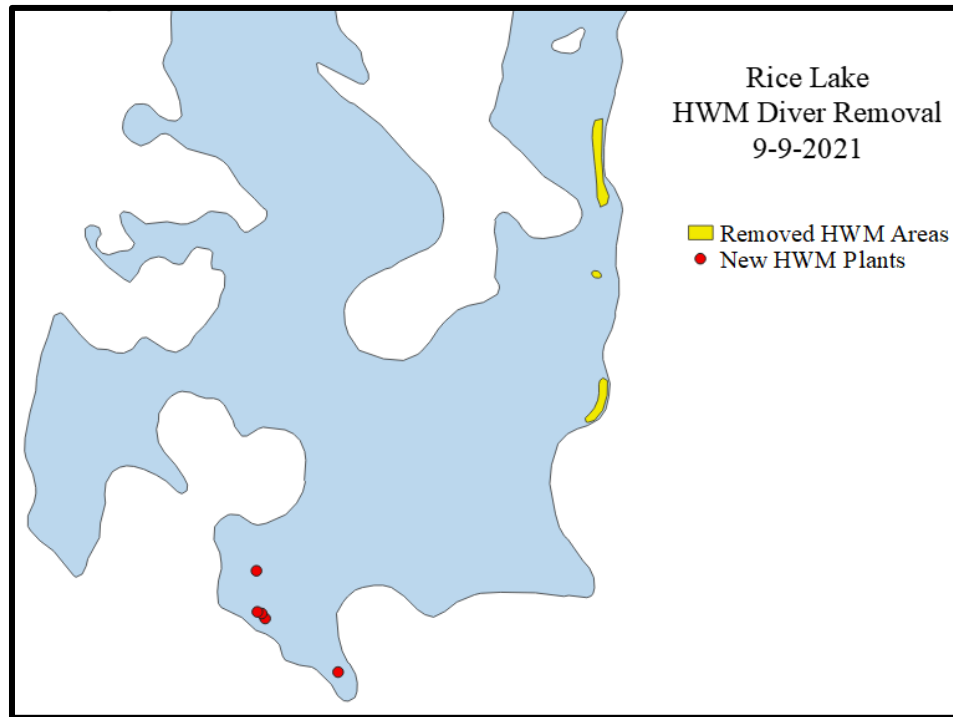 Rice Lake
HWM Diver Removal
9-9-2021
Removed HWM Areas
New HWM Plants